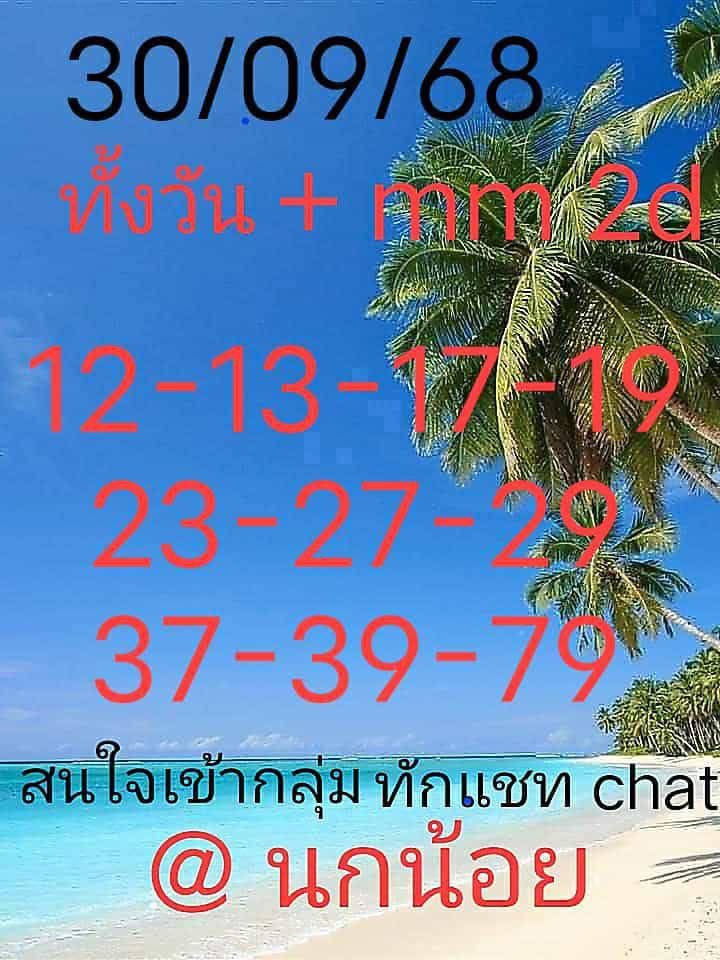 30/09/68
ทั้งวัน + mm 2d
12-13-17-19
23-27-29
37-39-79
สนใจเข้ากลุ่ม ทักแชท chat
@ นกน้อย